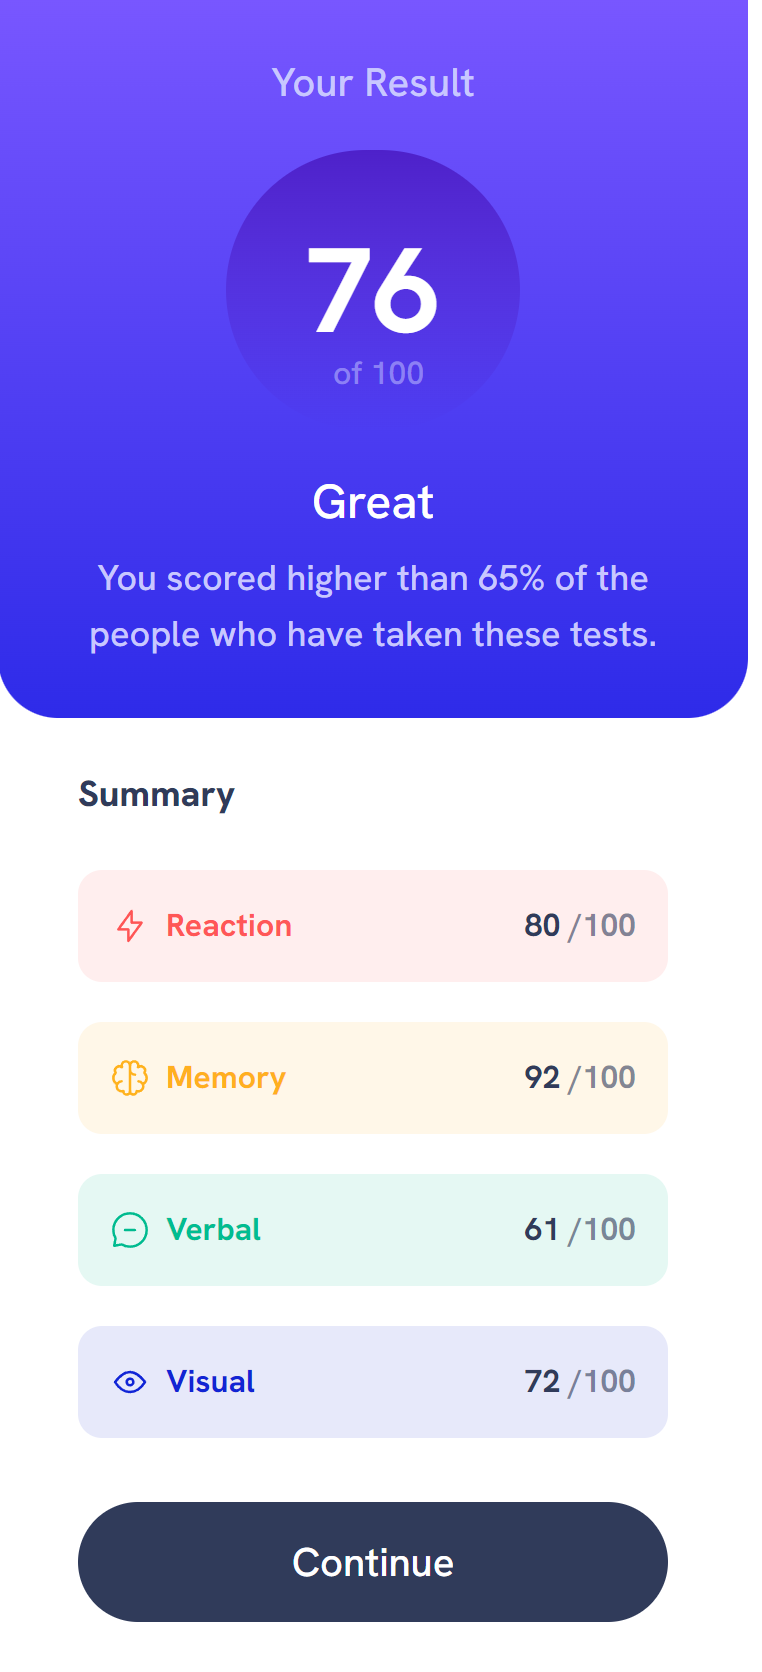 Your Result
76
of 100
Great
You scored higher than 65% of the
people who have taken these tests.
Summary
Reaction 80 /100
Memory 92 /100
Verbal 61 /100
Visual 72 /100
Continue